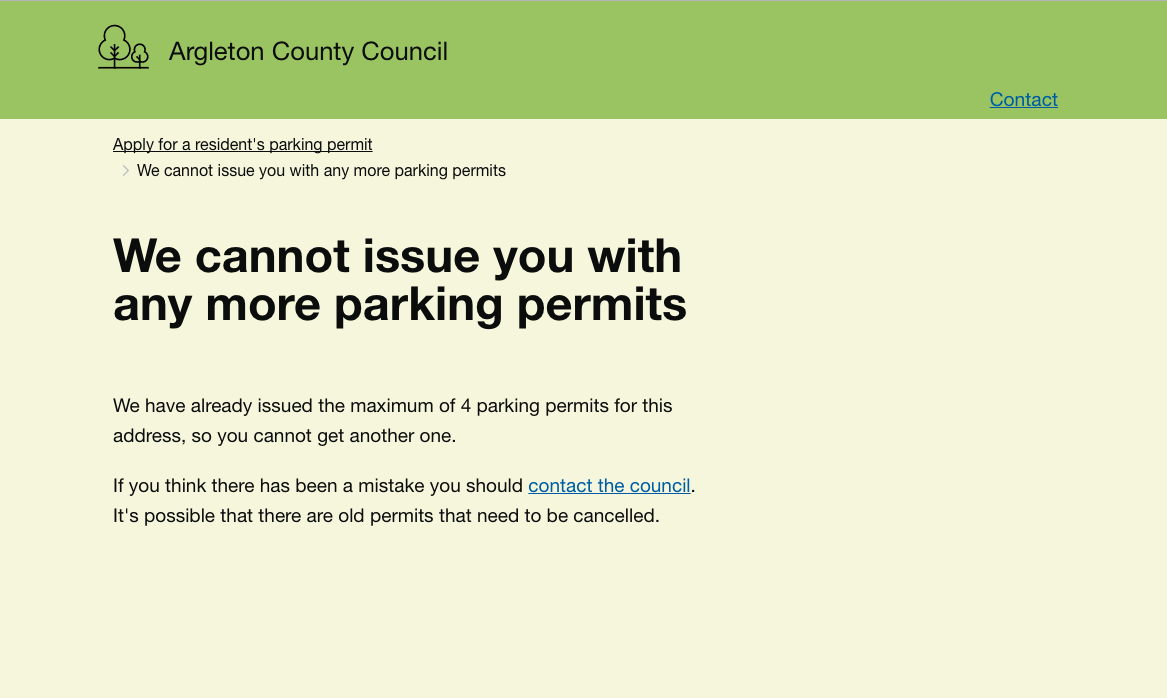 Argleton County Council
Contact
Apply for a resident's parking permit
We cannot issue you with any more parking permits
We cannot issue you with
any more parking permits
We have already issued the maximum of 4 parking permits for this
address, so you cannot get another one.
If you think there has been a mistake you should contact the council.
It's possible that there are old permits that need to be cancelled.